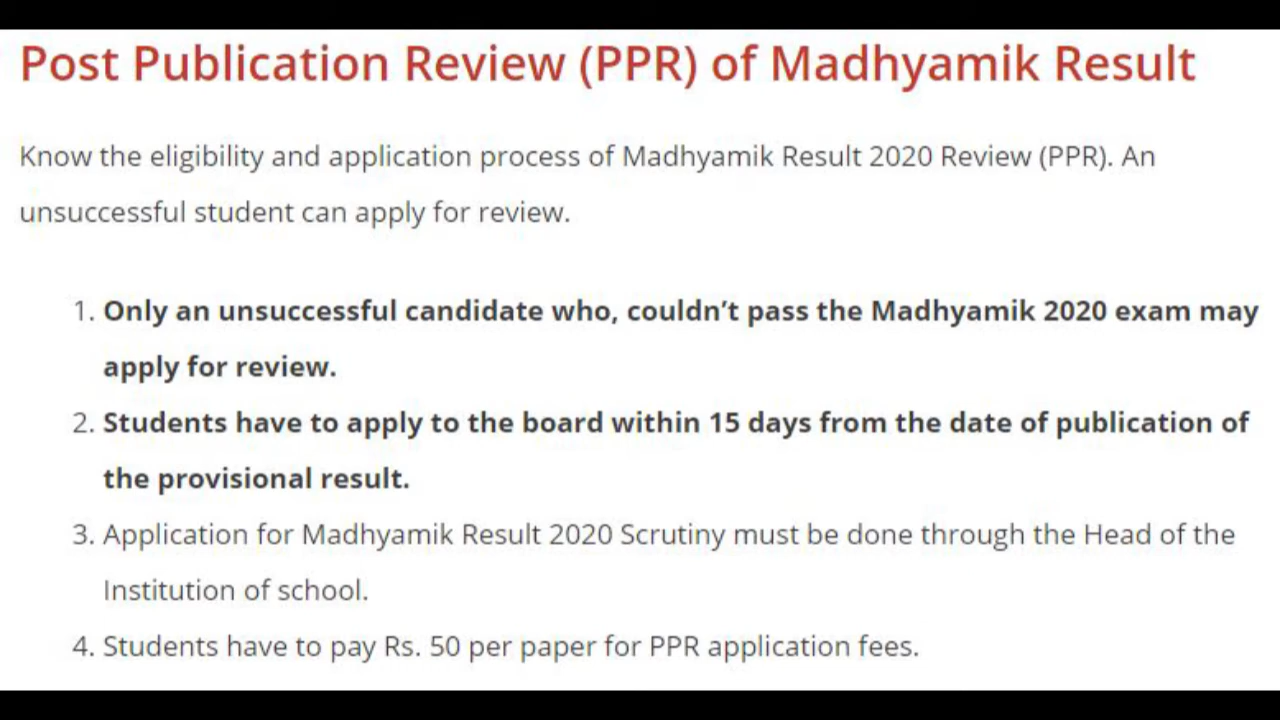 Post Publication Review (PPR) of Madhyamik Result
Know the eligibility and application process of Madhyamik Result 2020 Review (PPR). An
unsuccessful student can apply for review.
1. Only an unsuccessful candidate who, couldn’t pass the Madhyamik 2020 exam may
apply for review.
2. Students have to apply to the board within 15 days from the date of publication of
the provisional result.
3. Application for Madhyamik Result 2020 Scrutiny must be done through the Head of the
Institution of school.
4. Students have to pay Rs. 50 per paper for PPR application fees.